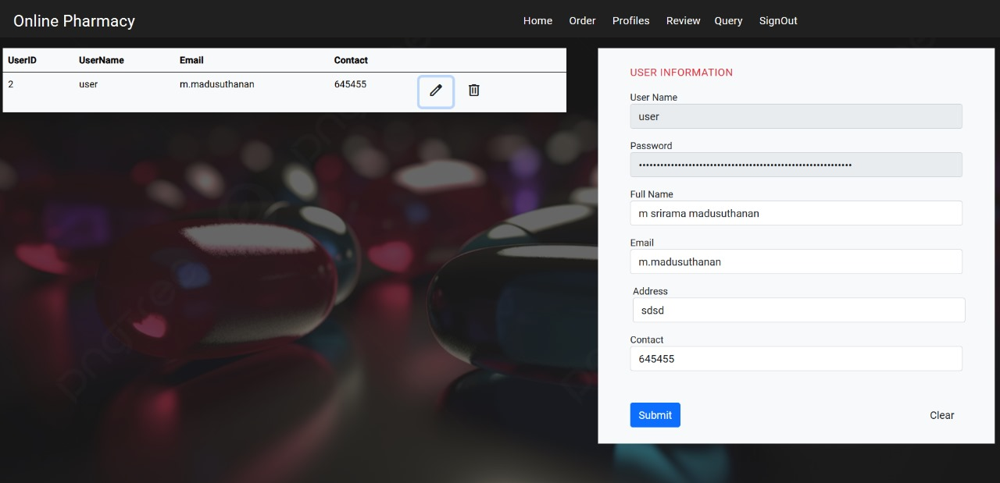 Online Pharmacy
Home Order Profiles Review Query SignOut
UserID UserName Email Contact
2 user m.madusuthanan 645455
USER INFORMATION
User Name
user
Password
••••••••••••••••••••••••••••••••••••••••••••••••••••••••••••
Full Name
m srirama madusuthanan
Email
m.madusuthanan
Address
sdsd
Contact
645455
Submit Clear
pngtree